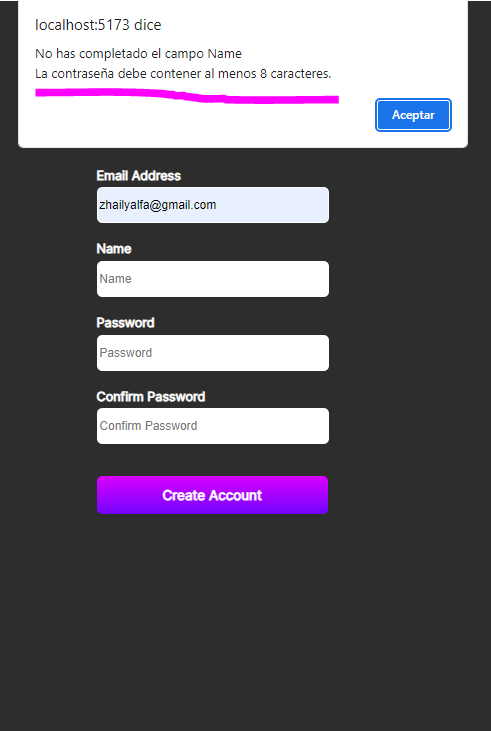 localhost:5173 dice
No has completado el campo Name
La contraseña debe contener al menos 8 caracteres.
Aceptar
Email Address
zhailyalfa@gmail.com
Name
Name
Password
Password
Confirm Password
Confirm Password
Create Account